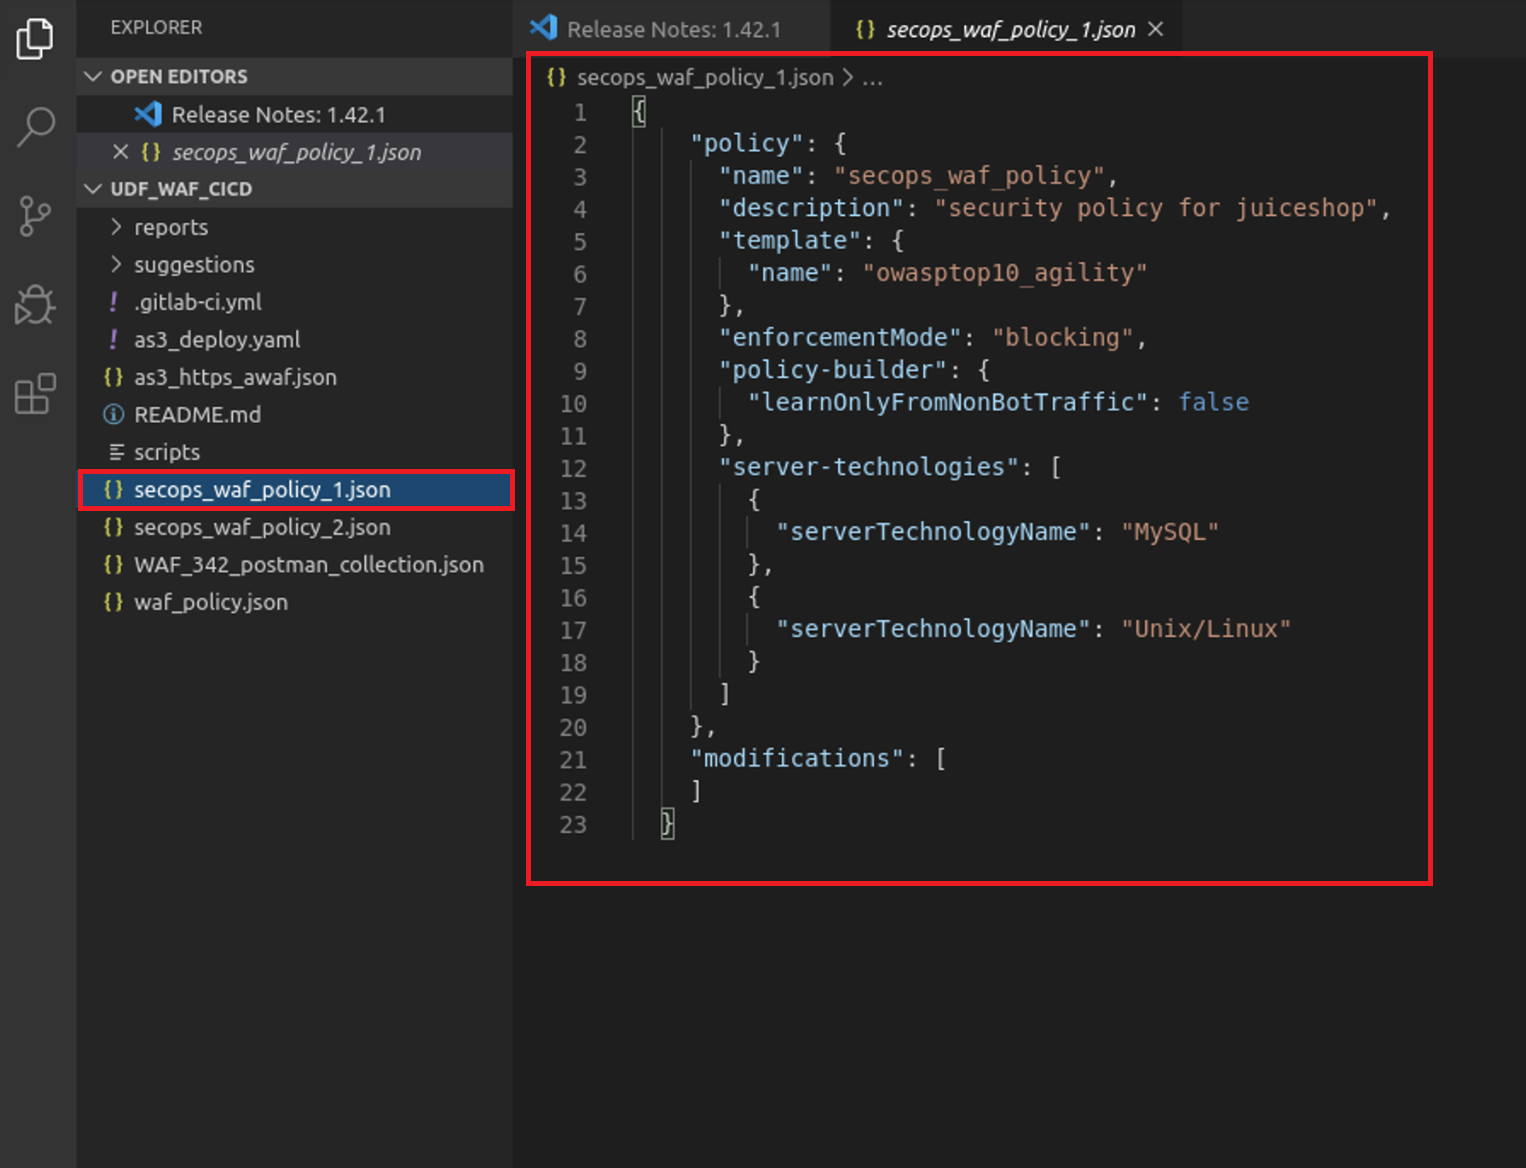 EXPLORER
OPEN EDITORS
Release Notes: 1.42.1
secops_waf_policy_1.json
UDF_WAF_CICD
reports
suggestions
.gitlab-ci.yml
as3_deploy.yaml
as3_https_awaf.json
README.md
scripts
secops_waf_policy_1.json
secops_waf_policy_2.json
WAF_342_postman_collection.json
waf_policy.json
Release Notes: 1.42.1
secops_waf_policy_1.json
secops_waf_policy_1.json > ...
1 {
2 "policy": {
3 "name": "secops_waf_policy",
4 "description": "security policy for juiceshop",
5 "template": {
6 "name": "owasptop10_agility"
7 },
8 "enforcementMode": "blocking",
9 "policy-builder": {
10 "learnOnlyFromNonBotTraffic": false
11 },
12 "server-technologies": [
13 {
14 "serverTechnologyName": "MySQL"
15 },
16 {
17 "serverTechnologyName": "Unix/Linux"
18 }
19 ]
20 },
21 "modifications": [
22 ]
23 }